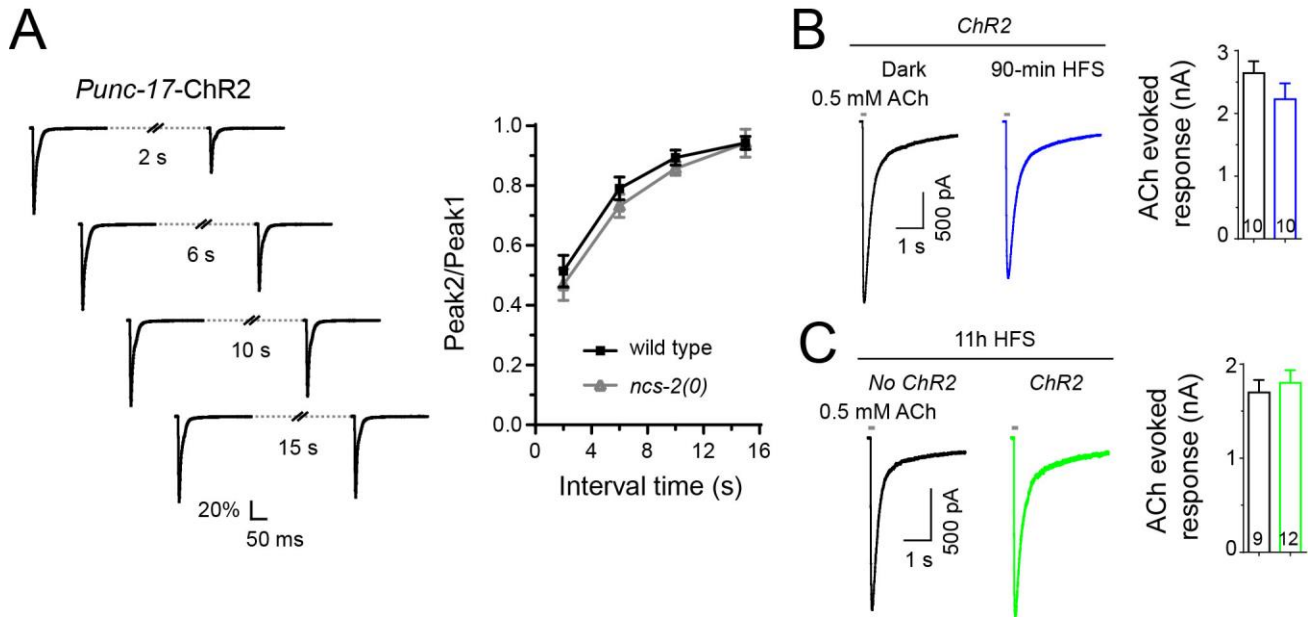 A
Punc-17-ChR2
2 s
6 s
10 s
15 s
20%
50 ms
Peak2/Peak1
1.0
0.8
0.6
0.4
0.2
0.0
0 4 8 12 16
Interval time (s)
wild type
ncs-2(0)
B
ChR2
Dark
90-min HFS
0.5 mM ACh
1 s
500 pA
ACh evoked
response (nA)
3
2
1
0
10 10
C
11h HFS
No ChR2
ChR2
0.5 mM ACh
1 s
500 pA
ACh evoked
response (nA)
2
1
0
9 12